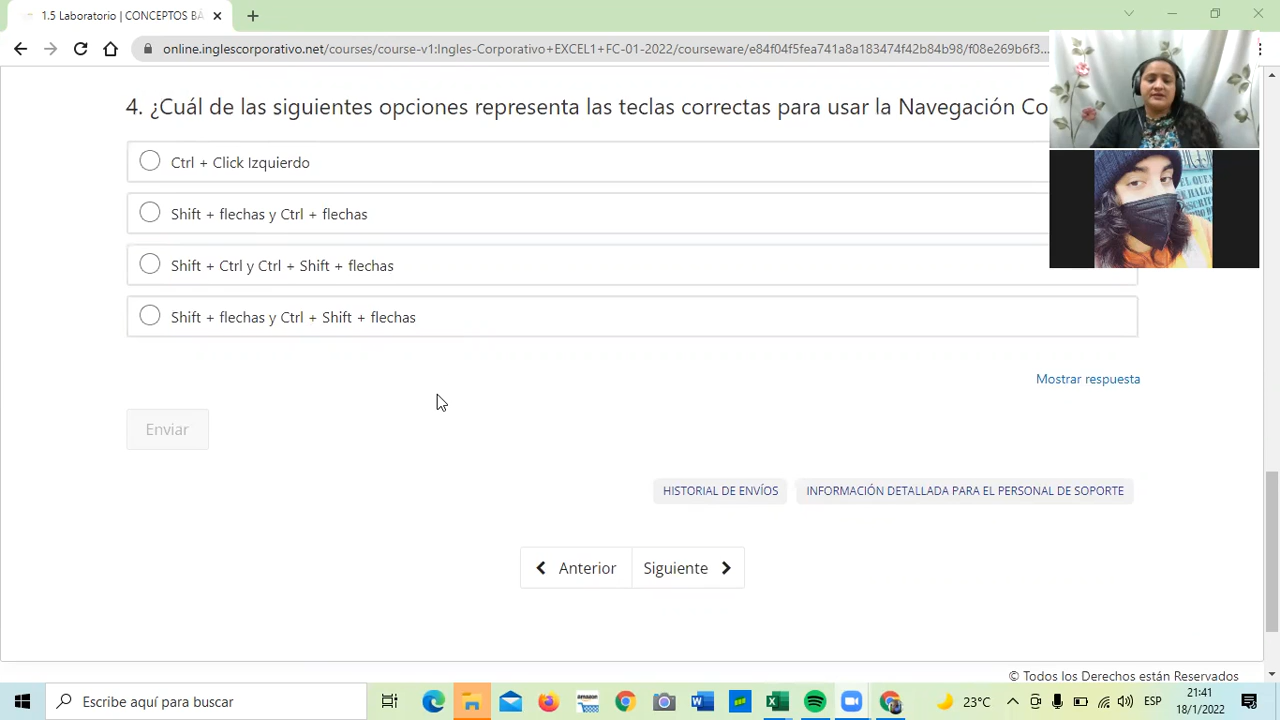 1.5 Laboratorio | CONCEPTOS BÁ
online.inglescorporativo.net/courses/course-v1:Ingles-Corporativo+EXCEL1+FC-01-2022/courseware/e84f04f5fea741a8a183474f42b84b98/f08e269b6f3...
4. ¿Cuál de las siguientes opciones representa las teclas correctas para usar la Navegación Co
Ctrl + Click Izquierdo
Shift + flechas y Ctrl + flechas
Shift + Ctrl y Ctrl + Shift + flechas
Shift + flechas y Ctrl + Shift + flechas
Mostrar respuesta
Enviar
HISTORIAL DE ENVÍOS
INFORMACIÓN DETALLADA PARA EL PERSONAL DE SOPORTE
Anterior
Siguiente
© Todos los Derechos están Reservados
Escribe aquí para buscar
amazon
23°C
ESP
21:41
18/1/2022